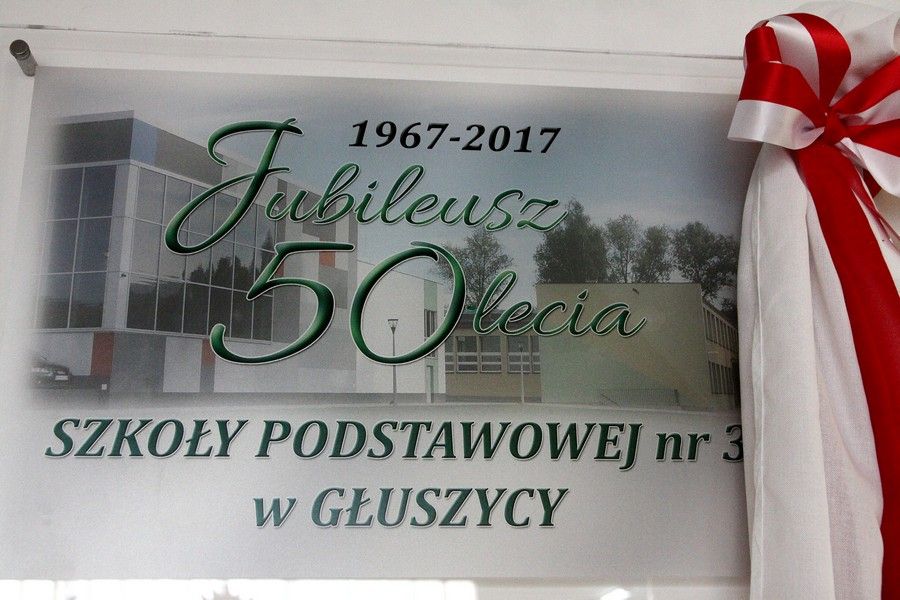 1967-2017
Jubileusz
50lecia
SZKOŁY PODSTAWOWEJ nr 3
w GŁUSZYCY